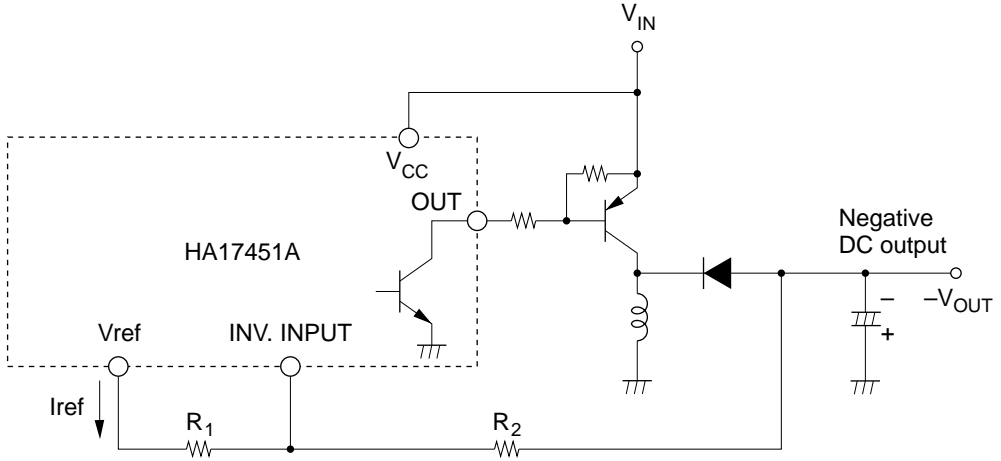 VIN
VCC
OUT
HA17451A
Negative
DC output
–
+
–VOUT
Vref
INV. INPUT
Iref
R1
R2